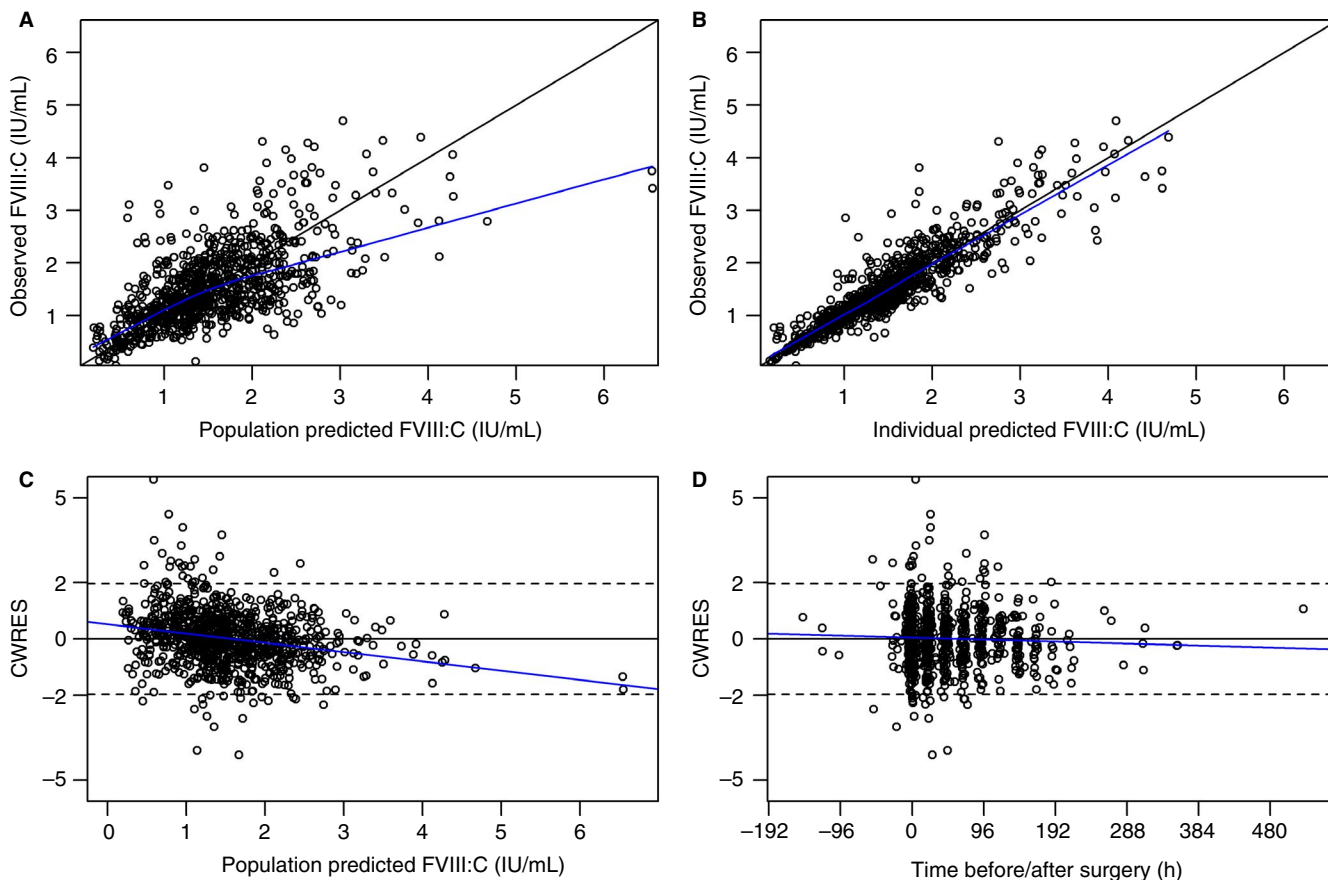 A
B
Observed FVIII:C (IU/mL)
6
5
4
3
2
1
1 2 3 4 5 6
Population predicted FVIII:C (IU/mL)
Observed FVIII:C (IU/mL)
6
5
4
3
2
1
1 2 3 4 5 6
Individual predicted FVIII:C (IU/mL)
C
D
CWRES
5
2
0
−2
−5
0 1 2 3 4 5 6
Population predicted FVIII:C (IU/mL)
CWRES
5
2
0
−2
−5
−192 −96 0 96 192 288 384 480
Time before/after surgery (h)